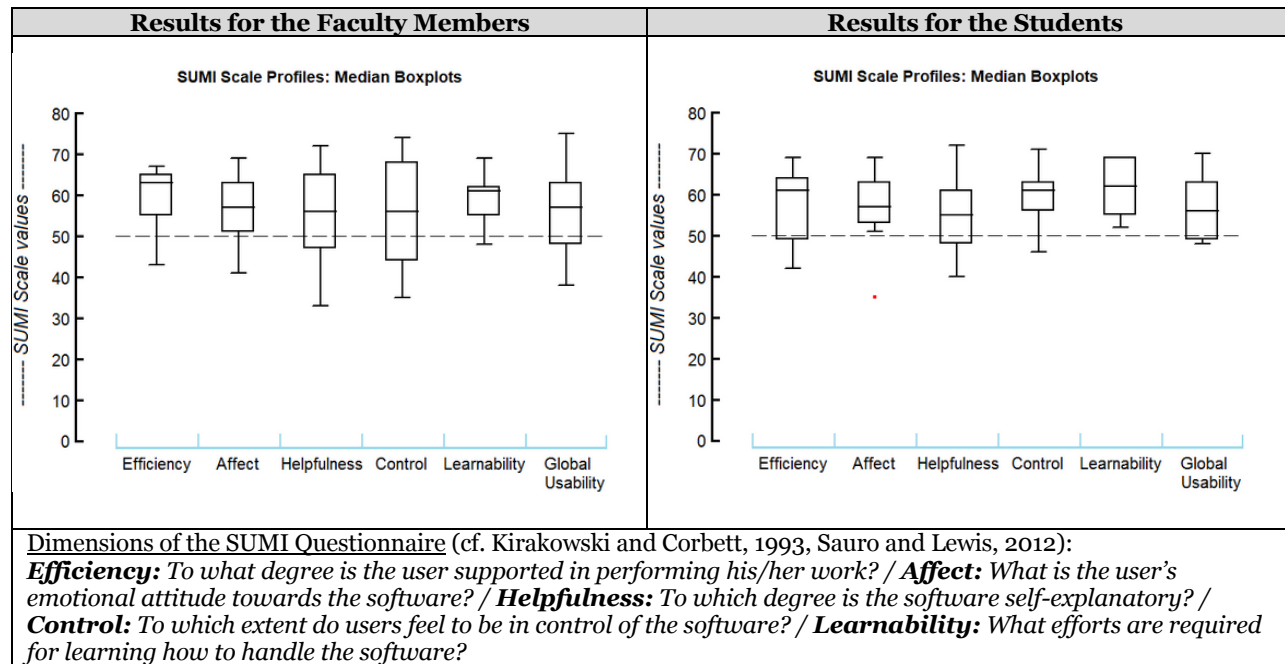 Results for the Faculty Members
Results for the Students
SUMI Scale Profiles: Median Boxplots
80
70
60
50
40
30
20
10
0
------- SUMI Scale values -------
Efficiency
Affect
Helpfulness
Control
Learnability
Global
Usability
SUMI Scale Profiles: Median Boxplots
80
70
60
50
40
30
20
10
0
------- SUMI Scale values -------
Efficiency
Affect
Helpfulness
Control
Learnability
Global
Usability
Dimensions of the SUMI Questionnaire (cf. Kirakowski and Corbett, 1993, Sauro and Lewis, 2012):
Efficiency: To what degree is the user supported in performing his/her work? / Affect: What is the user's
emotional attitude towards the software? / Helpfulness: To which degree is the software self-explanatory? /
Control: To which extent do users feel to be in control of the software? / Learnability: What efforts are required
for learning how to handle the software?